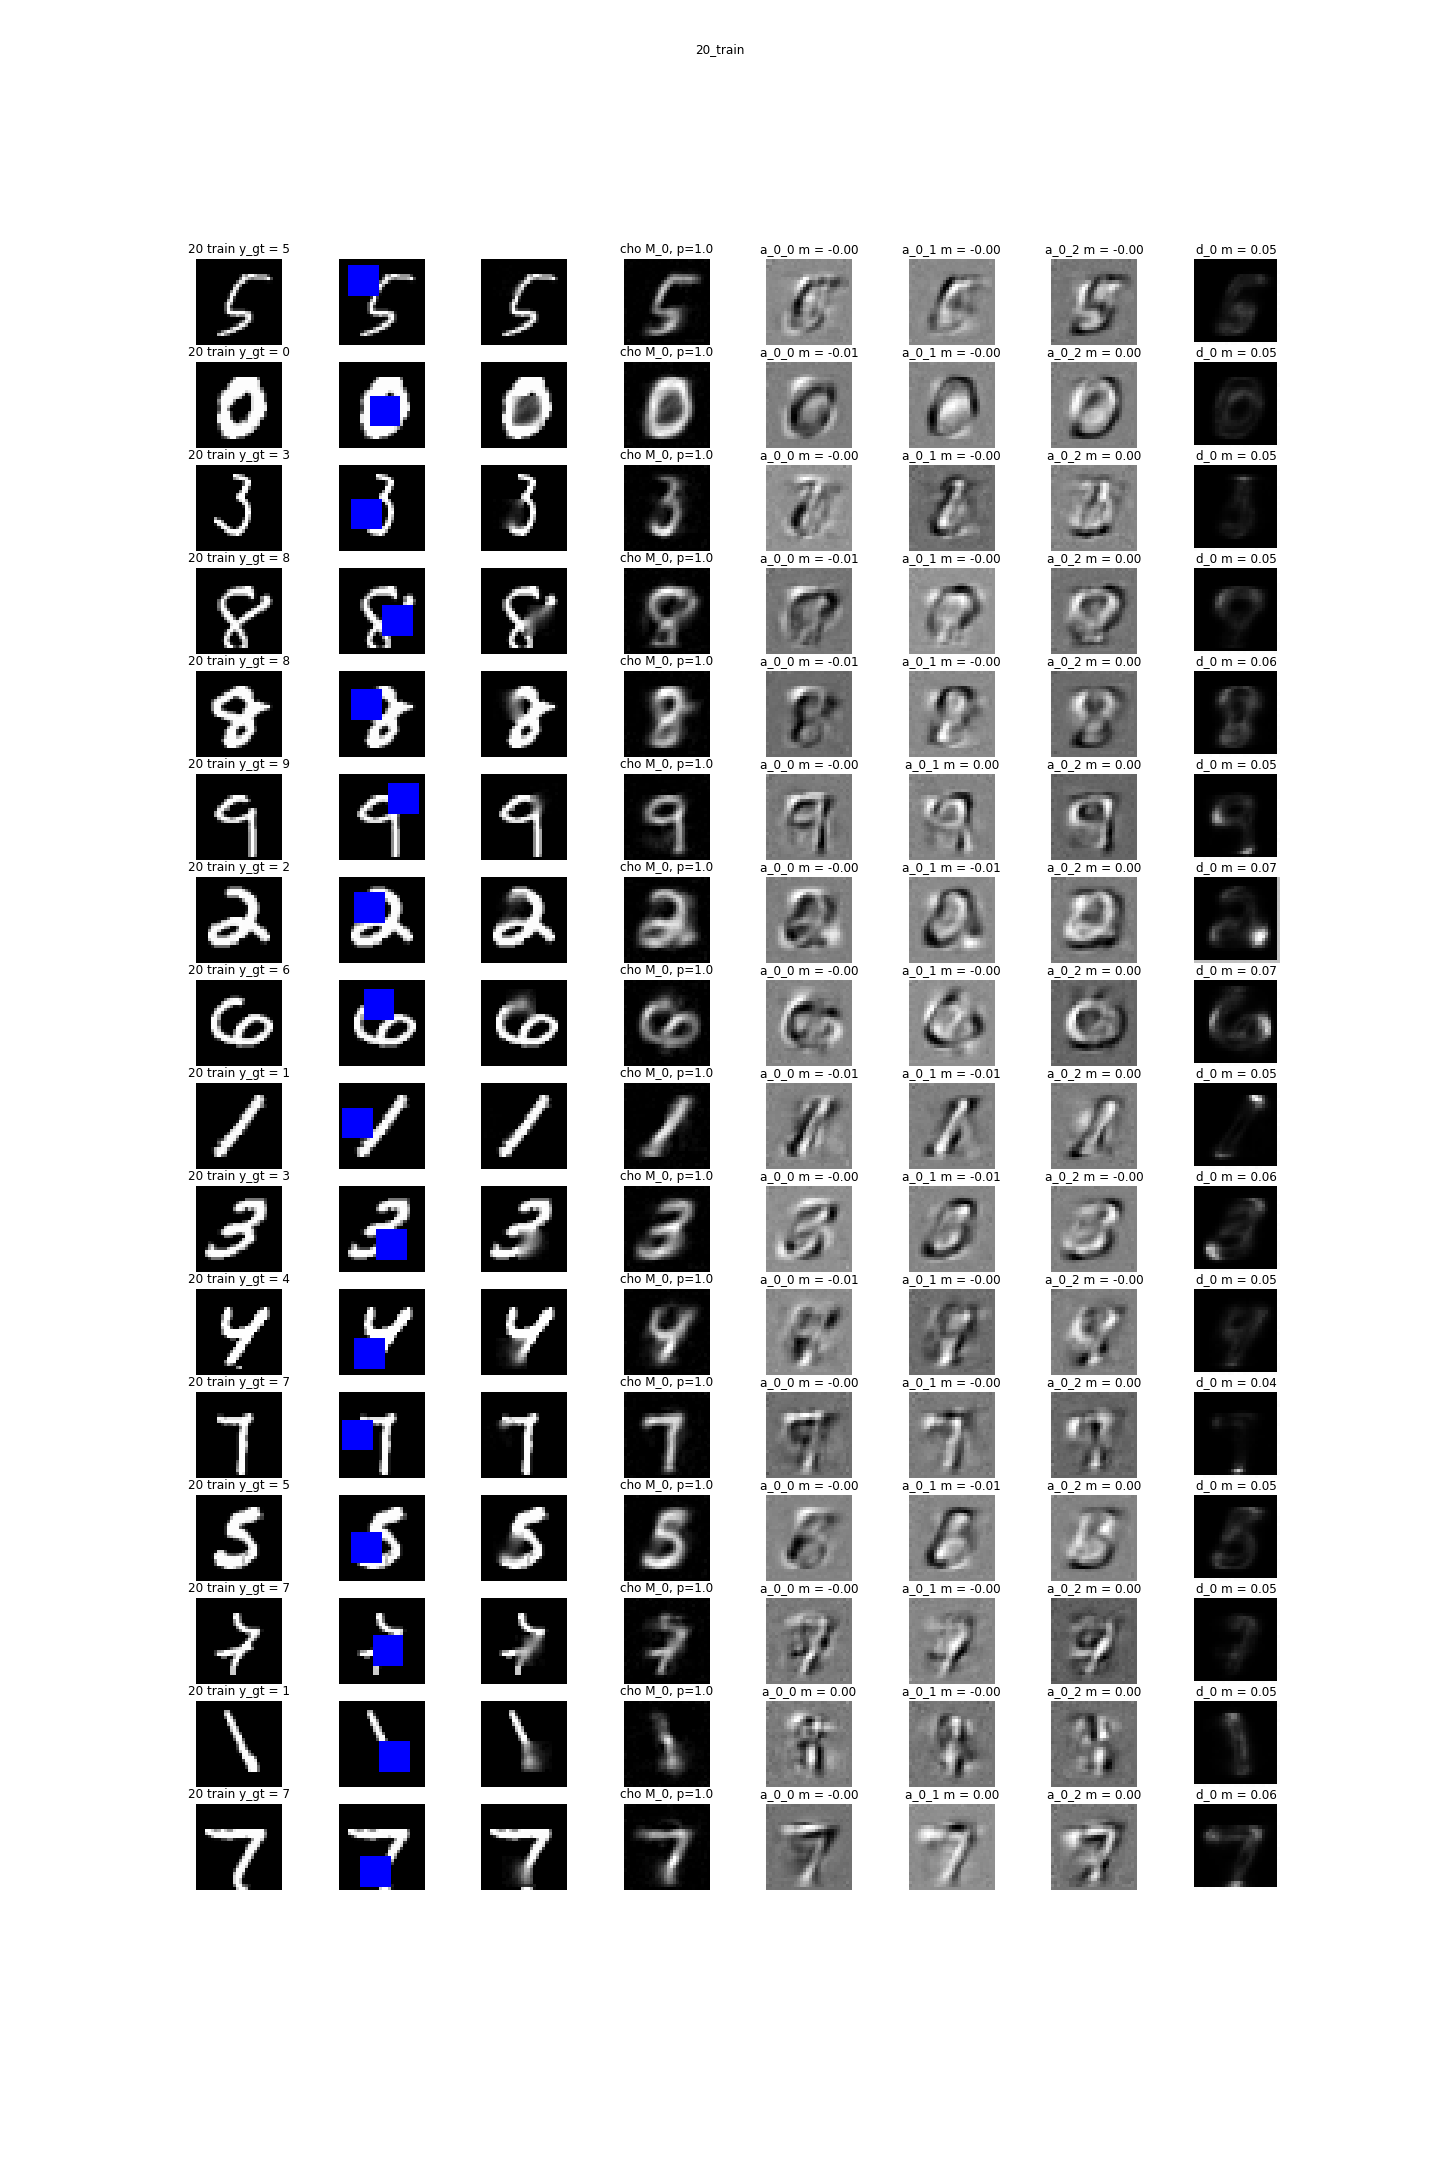 20_train
20 train y_gt = 5 cho M_0, p=1.0 a_0_0 m = -0.00 a_0_1 m = -0.00 a_0_2 m = -0.00 d_0 m = 0.05
20 train y_gt = 0 cho M_0, p=1.0 a_0_0 m = -0.01 a_0_1 m = -0.00 a_0_2 m = 0.00 d_0 m = 0.05
20 train y_gt = 3 cho M_0, p=1.0 a_0_0 m = -0.00 a_0_1 m = -0.00 a_0_2 m = 0.00 d_0 m = 0.05
20 train y_gt = 8 cho M_0, p=1.0 a_0_0 m = -0.01 a_0_1 m = -0.00 a_0_2 m = 0.00 d_0 m = 0.05
20 train y_gt = 8 cho M_0, p=1.0 a_0_0 m = -0.01 a_0_1 m = -0.00 a_0_2 m = 0.00 d_0 m = 0.06
20 train y_gt = 9 cho M_0, p=1.0 a_0_0 m = -0.00 a_0_1 m = 0.00 a_0_2 m = 0.00 d_0 m = 0.05
20 train y_gt = 2 cho M_0, p=1.0 a_0_0 m = -0.00 a_0_1 m = -0.01 a_0_2 m = 0.00 d_0 m = 0.07
20 train y_gt = 6 cho M_0, p=1.0 a_0_0 m = -0.00 a_0_1 m = -0.00 a_0_2 m = 0.00 d_0 m = 0.07
20 train y_gt = 1 cho M_0, p=1.0 a_0_0 m = -0.01 a_0_1 m = -0.01 a_0_2 m = 0.00 d_0 m = 0.05
20 train y_gt = 3 cho M_0, p=1.0 a_0_0 m = -0.00 a_0_1 m = -0.01 a_0_2 m = -0.00 d_0 m = 0.06
20 train y_gt = 4 cho M_0, p=1.0 a_0_0 m = -0.01 a_0_1 m = -0.00 a_0_2 m = -0.00 d_0 m = 0.05
20 train y_gt = 7 cho M_0, p=1.0 a_0_0 m = -0.00 a_0_1 m = -0.00 a_0_2 m = 0.00 d_0 m = 0.04
20 train y_gt = 5 cho M_0, p=1.0 a_0_0 m = -0.00 a_0_1 m = -0.01 a_0_2 m = 0.00 d_0 m = 0.05
20 train y_gt = 7 cho M_0, p=1.0 a_0_0 m = -0.00 a_0_1 m = -0.00 a_0_2 m = 0.00 d_0 m = 0.05
20 train y_gt = 1 cho M_0, p=1.0 a_0_0 m = 0.00 a_0_1 m = -0.00 a_0_2 m = 0.00 d_0 m = 0.05
20 train y_gt = 7 cho M_0, p=1.0 a_0_0 m = -0.00 a_0_1 m = 0.00 a_0_2 m = 0.00 d_0 m = 0.06